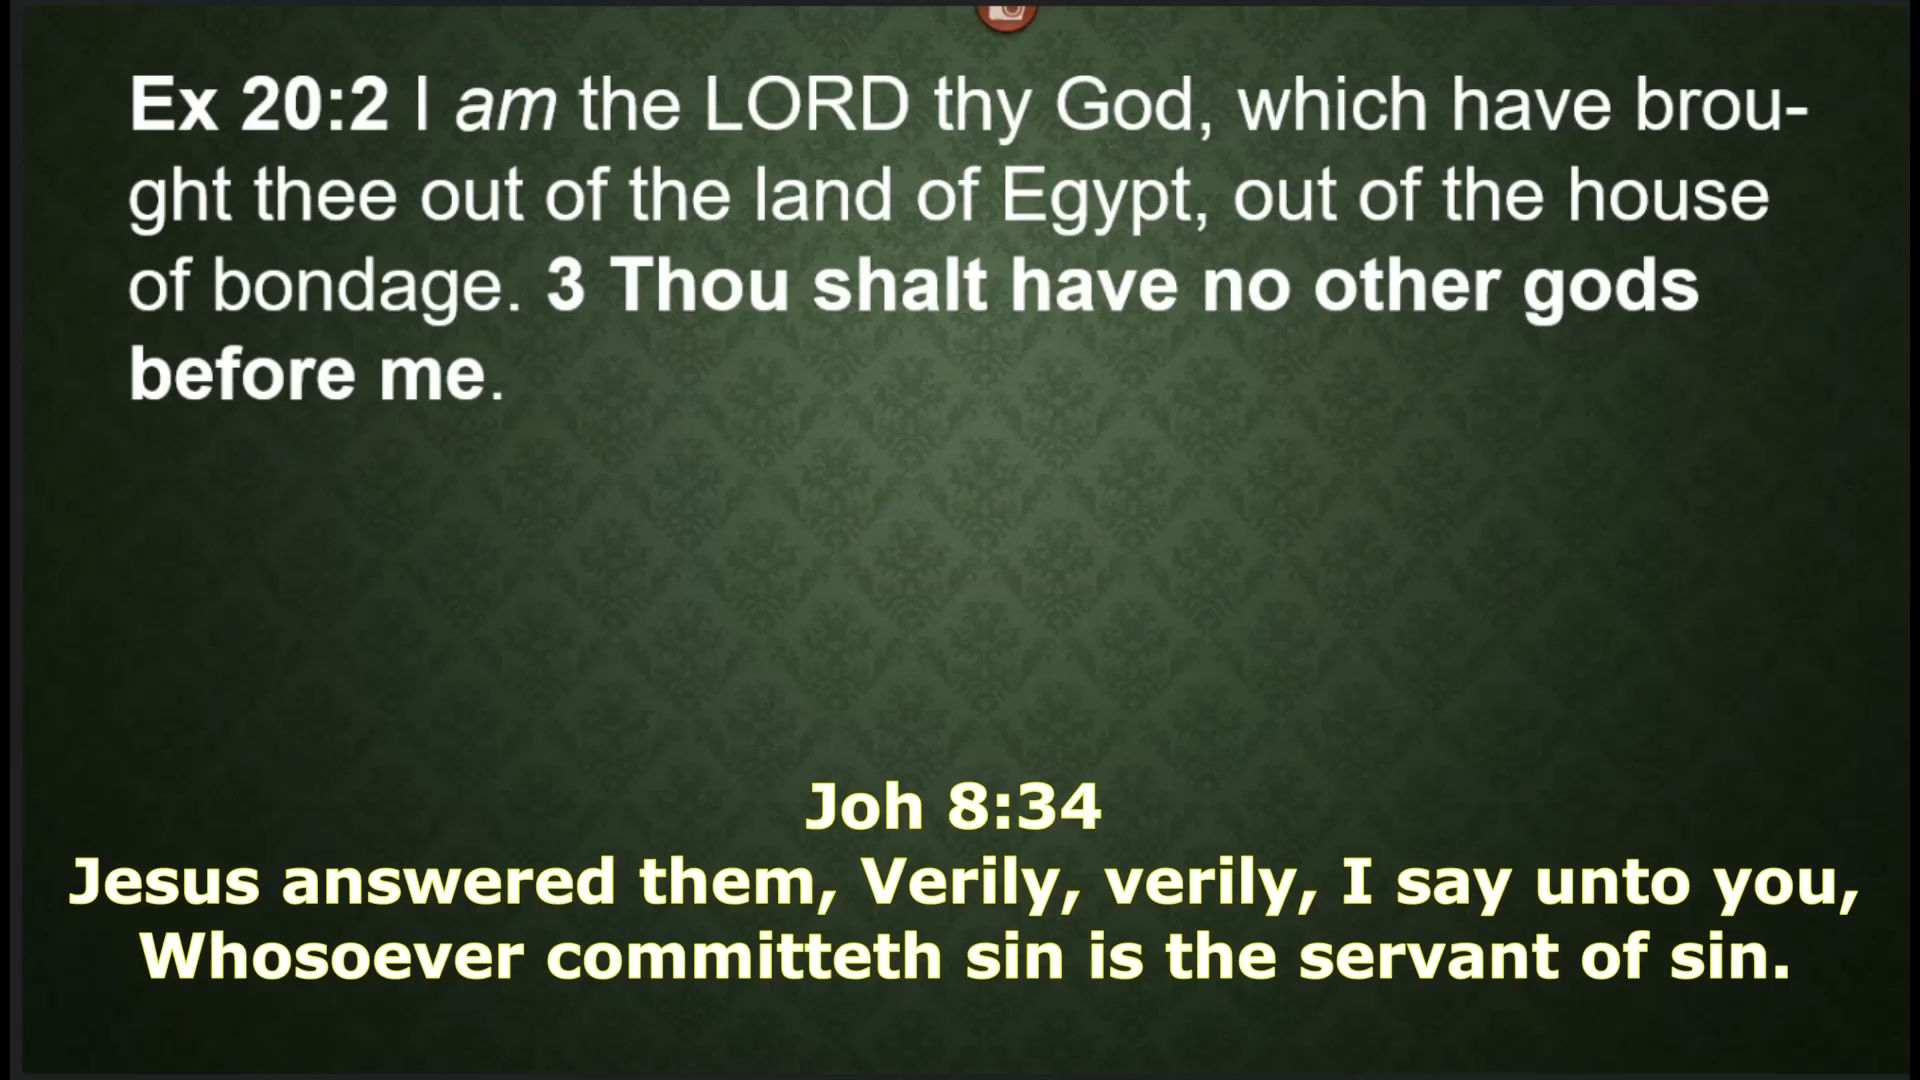 Ex 20:2 I am the LORD thy God, which have brou-
ght thee out of the land of Egypt, out of the house
of bondage. 3 Thou shalt have no other gods
before me.
Joh 8:34
Jesus answered them, Verily, verily, I say unto you,
Whosoever committeth sin is the servant of sin.